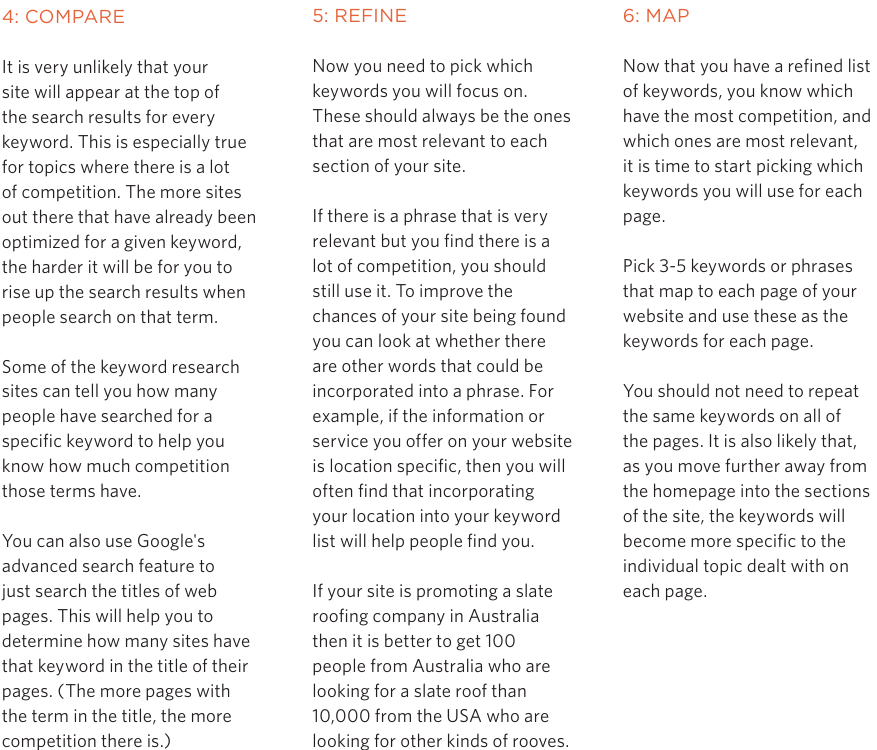 4: COMPARE
It is very unlikely that your
site will appear at the top of
the search results for every
keyword. This is especially true
for topics where there is a lot
of competition. The more sites
out there that have already been
optimized for a given keyword,
the harder it will be for you to
rise up the search results when
people search on that term.
Some of the keyword research
sites can tell you how many
people have searched for a
specific keyword to help you
know how much competition
those terms have.
You can also use Google's
advanced search feature to
just search the titles of web
pages. This will help you to
determine how many sites have
that keyword in the title of their
pages. (The more pages with
the term in the title, the more
competition there is.)
5: REFINE
Now you need to pick which
keywords you will focus on.
These should always be the ones
that are most relevant to each
section of your site.
If there is a phrase that is very
relevant but you find there is a
lot of competition, you should
still use it. To improve the
chances of your site being found
you can look at whether there
are other words that could be
incorporated into a phrase. For
example, if the information or
service you offer on your website
is location specific, then you will
often find that incorporating
your location into your keyword
list will help people find you.
If your site is promoting a slate
roofing company in Australia
then it is better to get 100
people from Australia who are
looking for a slate roof than
10,000 from the USA who are
looking for other kinds of rooves.
6: MAP
Now that you have a refined list
of keywords, you know which
have the most competition, and
which ones are most relevant,
it is time to start picking which
keywords you will use for each
page.
Pick 3-5 keywords or phrases
that map to each page of your
website and use these as the
keywords for each page.
You should not need to repeat
the same keywords on all of
the pages. It is also likely that,
as you move further away from
the homepage into the sections
of the site, the keywords will
become more specific to the
individual topic dealt with on
each page.